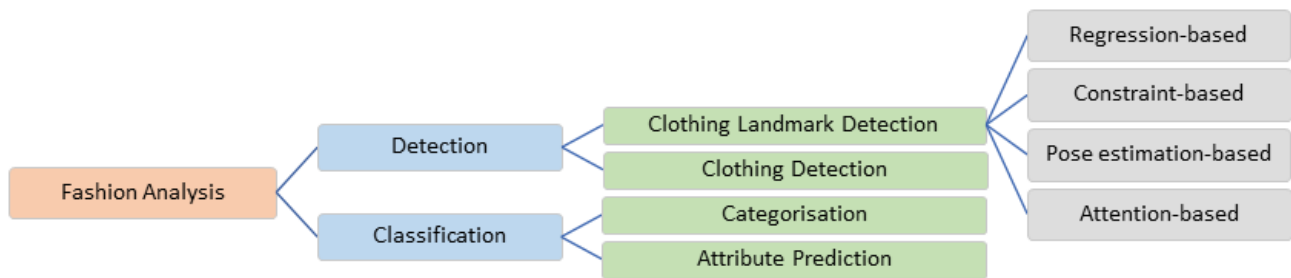 Fashion Analysis
Detection
Classification
Clothing Landmark Detection
Clothing Detection
Categorisation
Attribute Prediction
Regression-based
Constraint-based
Pose estimation-based
Attention-based